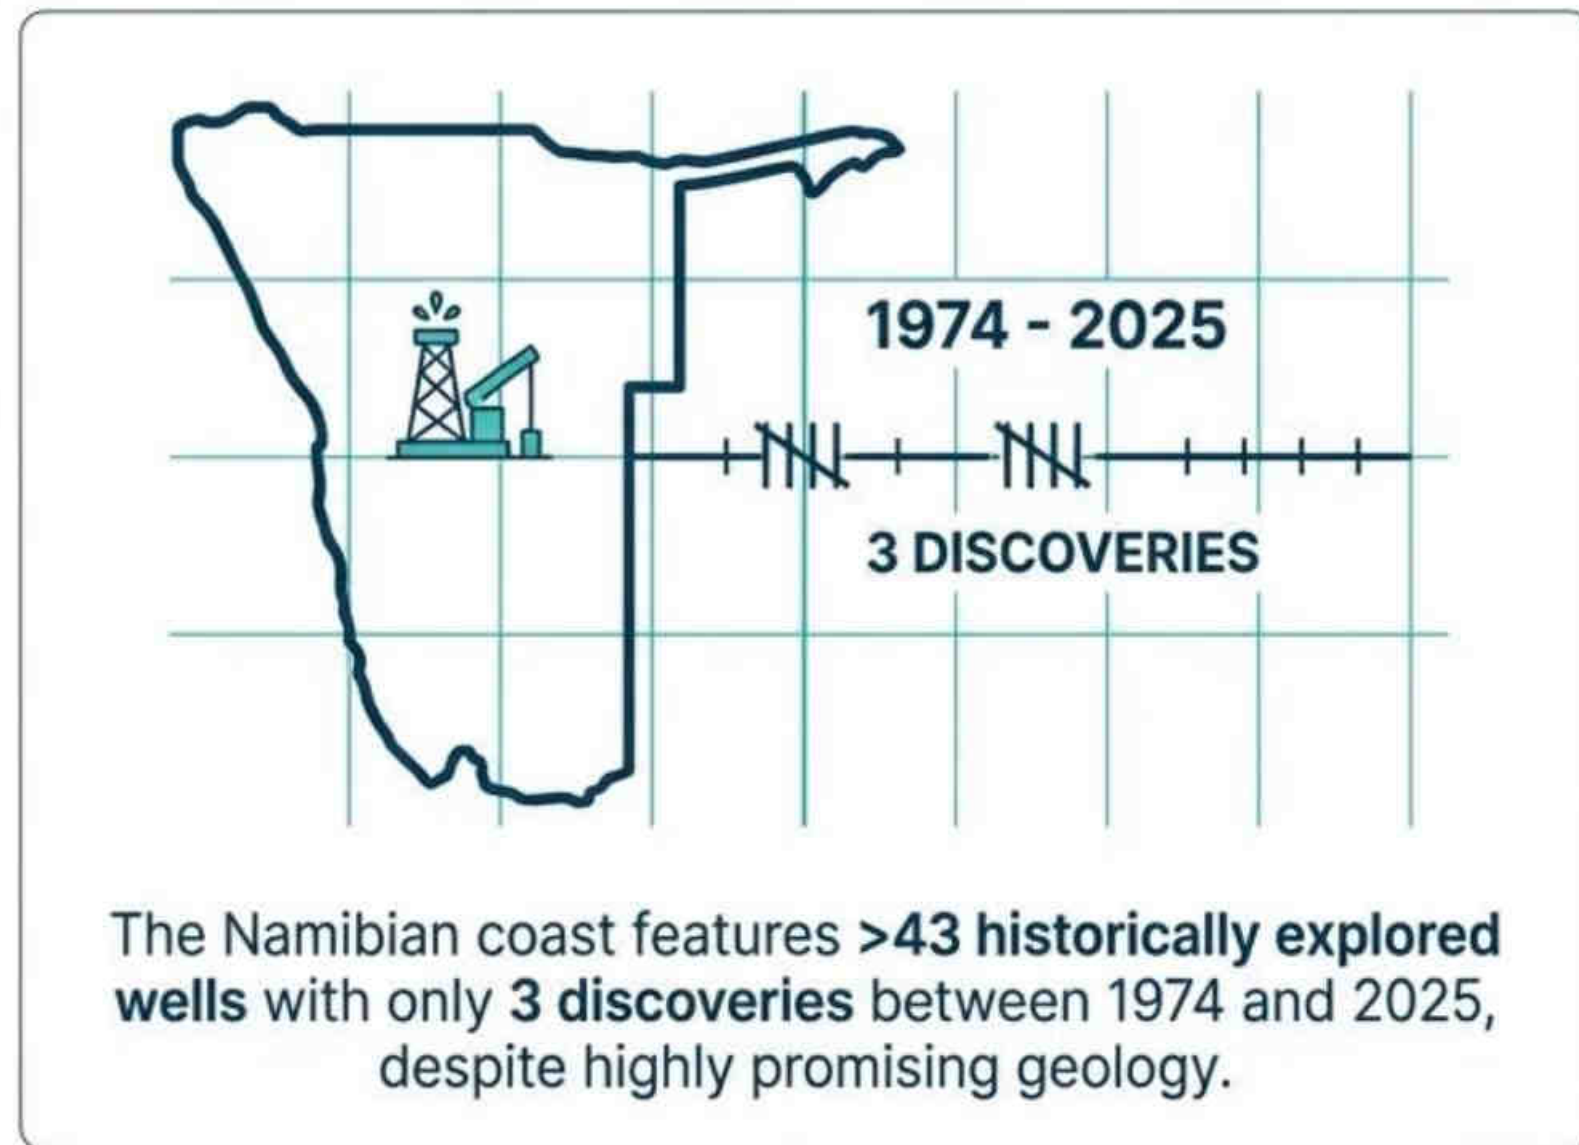 1974 - 2025
3 DISCOVERIES
The Namibian coast features >43 historically explored
wells with only 3 discoveries between 1974 and 2025,
despite highly promising geology.